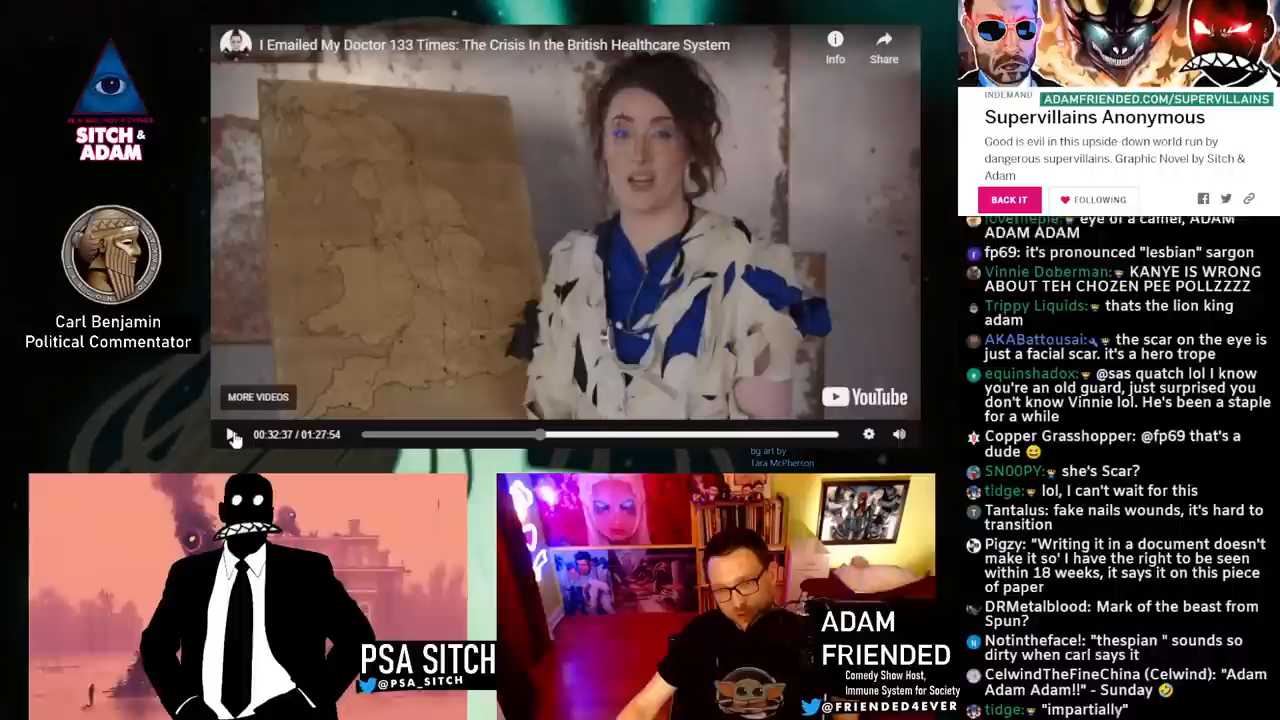 I Emailed My Doctor 133 Times: The Crisis In the British Healthcare System
Info
Share
MORE VIDEOS
YouTube
00:32:37 / 01:27:54
bg art by
Tara McPherson
SITCH &
ADAM
Carl Benjamin
Political Commentator
PSA SITCH
@PSA_SITCH
ADAM
FRIENDED
Comedy Show Host,
Immune System for Society
@FRIENDED4EVER
INDEMAND
ADAMFRIENDED.COM/SUPERVILLAINS
Supervillains Anonymous
Good is evil in this upside-down world run by
dangerous supervillains. Graphic Novel by Sitch &
Adam
BACK IT
FOLLOWING
eye of a camel, ADAM
ADAM ADAM
fp69: it's pronounced "lesbian" sargon
Vinnie Doberman: KANYE IS WRONG
ABOUT TEH CHOZEN PEE POLLZZZZ
Trippy Liquids: thats the lion king
adam
AKABattousai: the scar on the eye is
just a facial scar. it's a hero trope
equinshadox: @sas quatch lol I know
you're an old guard, just surprised you
don't know Vinnie lol. He's been a staple
for a while
Copper Grasshopper: @fp69 that's a
dude 😆
SN00PY: she's Scar?
tidge: lol, I can't wait for this
Tantalus: fake nails wounds, it's hard to
transition
Pigzy: "Writing it in a document doesn't
make it so' I have the right to be seen
within 18 weeks, it says it on this piece
of paper
DRMetalblood: Mark of the beast from
Spun?
Notintheface!: "thespian " sounds so
dirty when carl says it
CelwindTheFineChina (Celwind): "Adam
Adam Adam!!" - Sunday 🤣
tidge: "impartially"